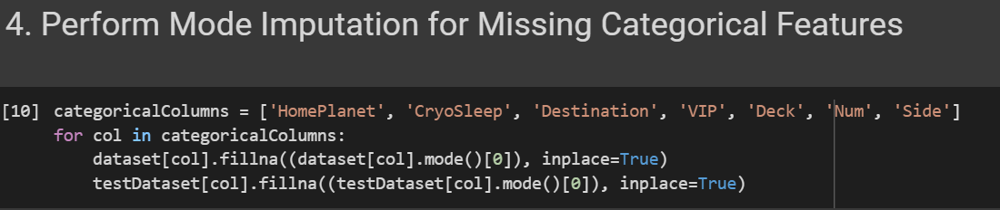 4. Perform Mode Imputation for Missing Categorical Features
[10] categoricalColumns = ['HomePlanet', 'CryoSleep', 'Destination', 'VIP', 'Deck', 'Num', 'Side']
for col in categoricalColumns:
    dataset[col].fillna((dataset[col].mode()[0]), inplace=True)
    testDataset[col].fillna((testDataset[col].mode()[0]), inplace=True)